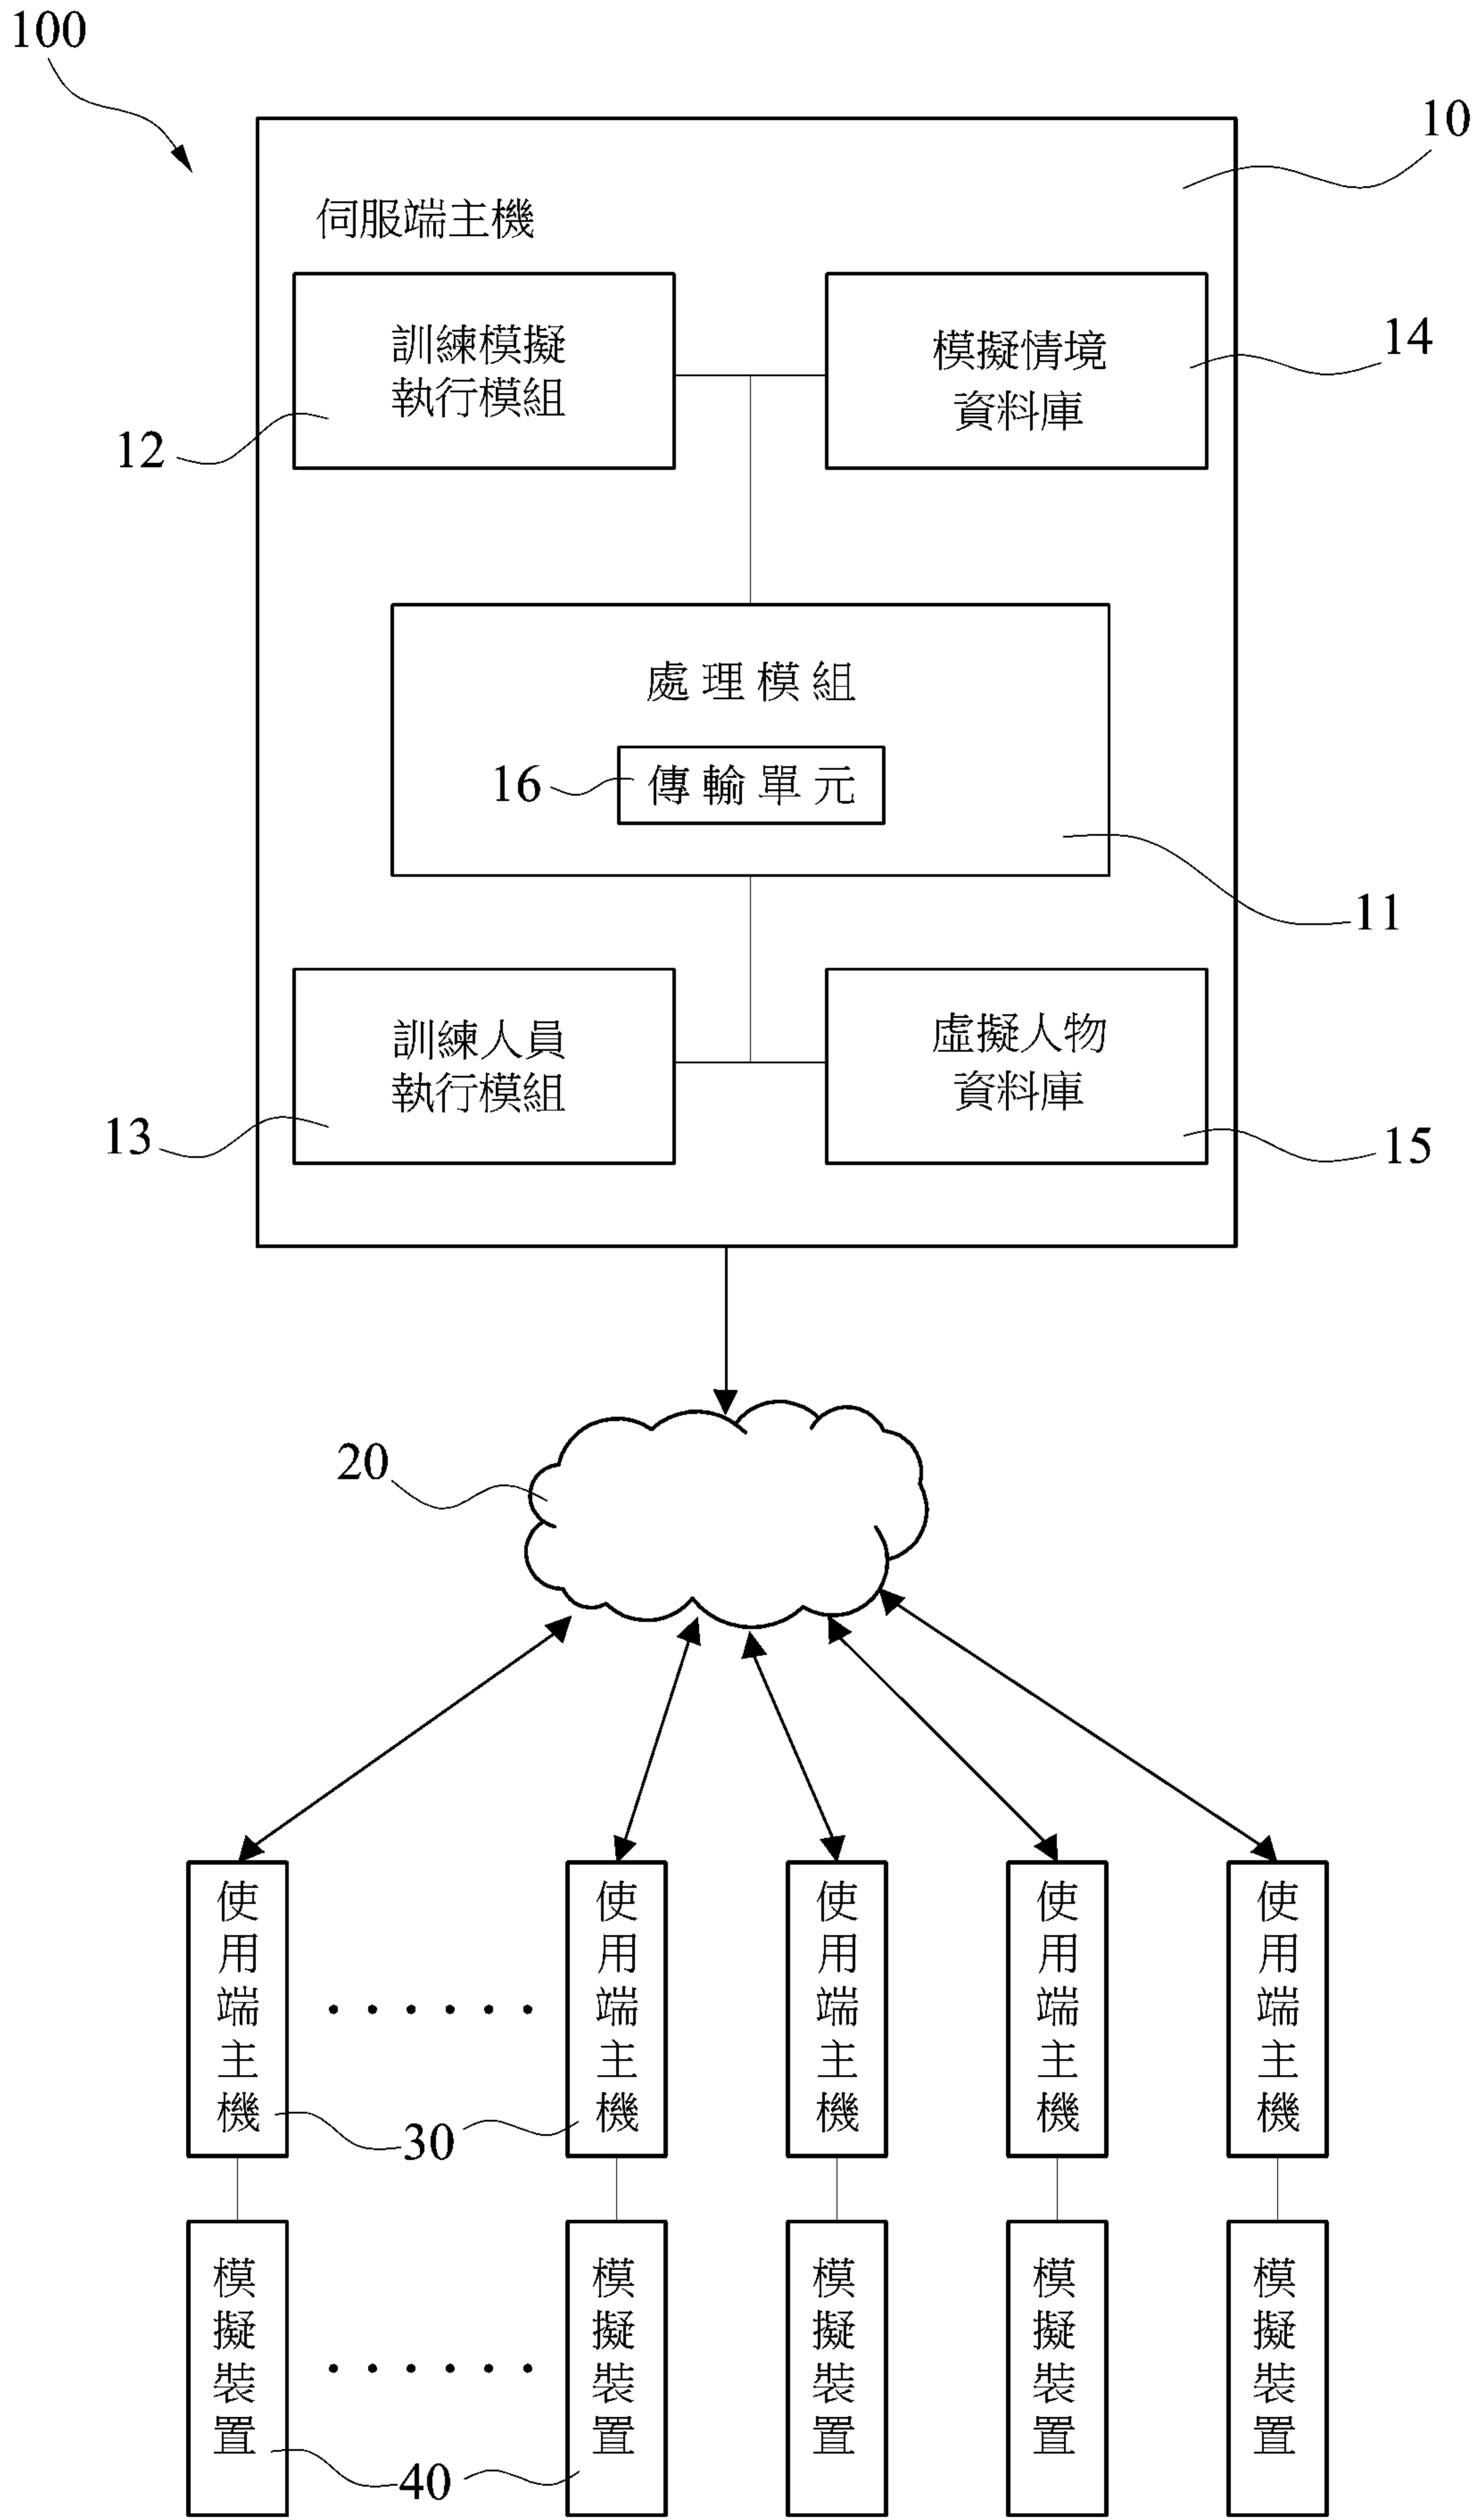 100
10
伺服端主機
訓練模擬
執行模組
模擬情境
資料庫
14
12
處理模組
16
傳輸單元
11
訓練人員
執行模組
虛擬人物
資料庫
13
15
20
使用端主機
......
使用端主機
使用端主機
使用端主機
使用端主機
30
模擬裝置
......
模擬裝置
模擬裝置
模擬裝置
模擬裝置
40